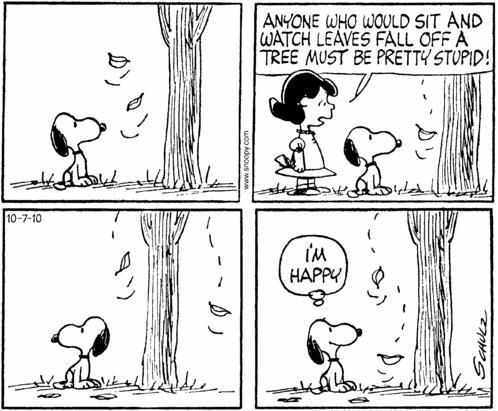 ANYONE WHO WOULD SIT AND
WATCH LEAVES FALL OFF A
TREE MUST BE PRETTY STUPID!
www.snoopy.com
10-7-10
I'M
HAPPY
SCHULZ